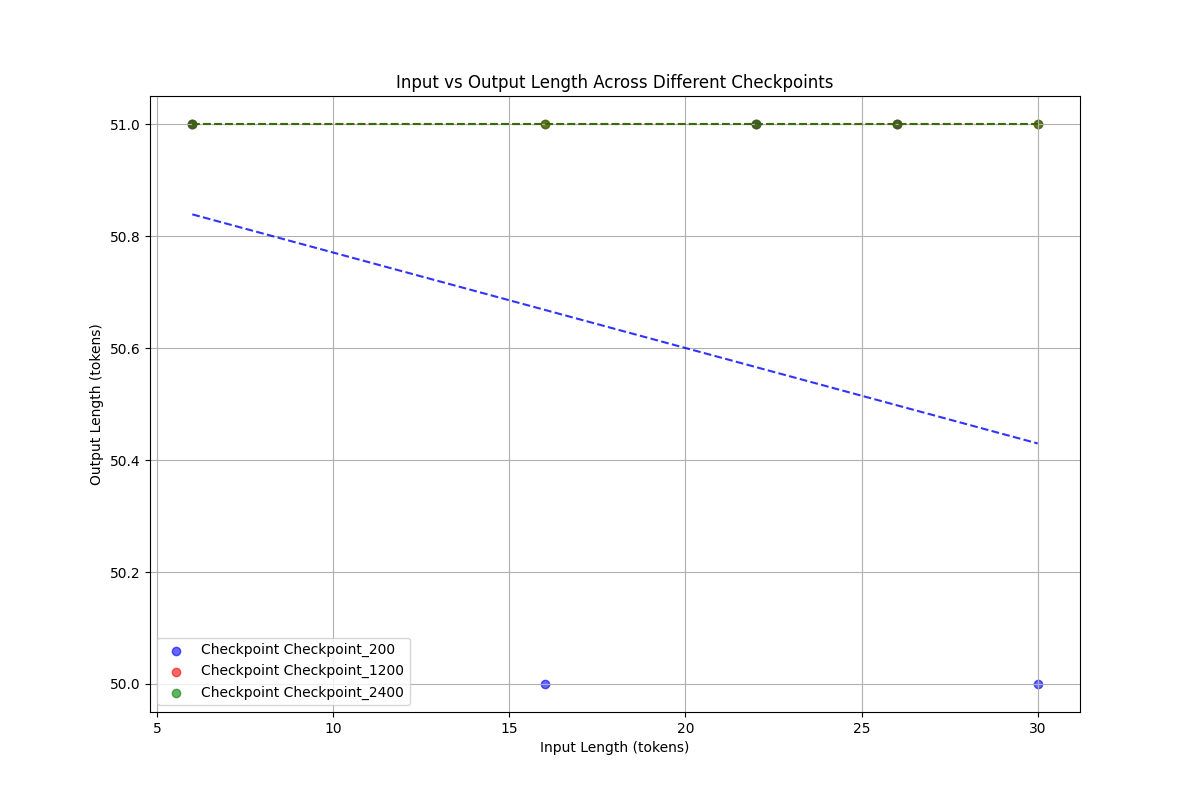 Input vs Output Length Across Different Checkpoints
51.0
50.8
50.6
50.4
50.2
50.0
Output Length (tokens)
Checkpoint Checkpoint_200
Checkpoint Checkpoint_1200
Checkpoint Checkpoint_2400
5 10 15 20 25 30
Input Length (tokens)